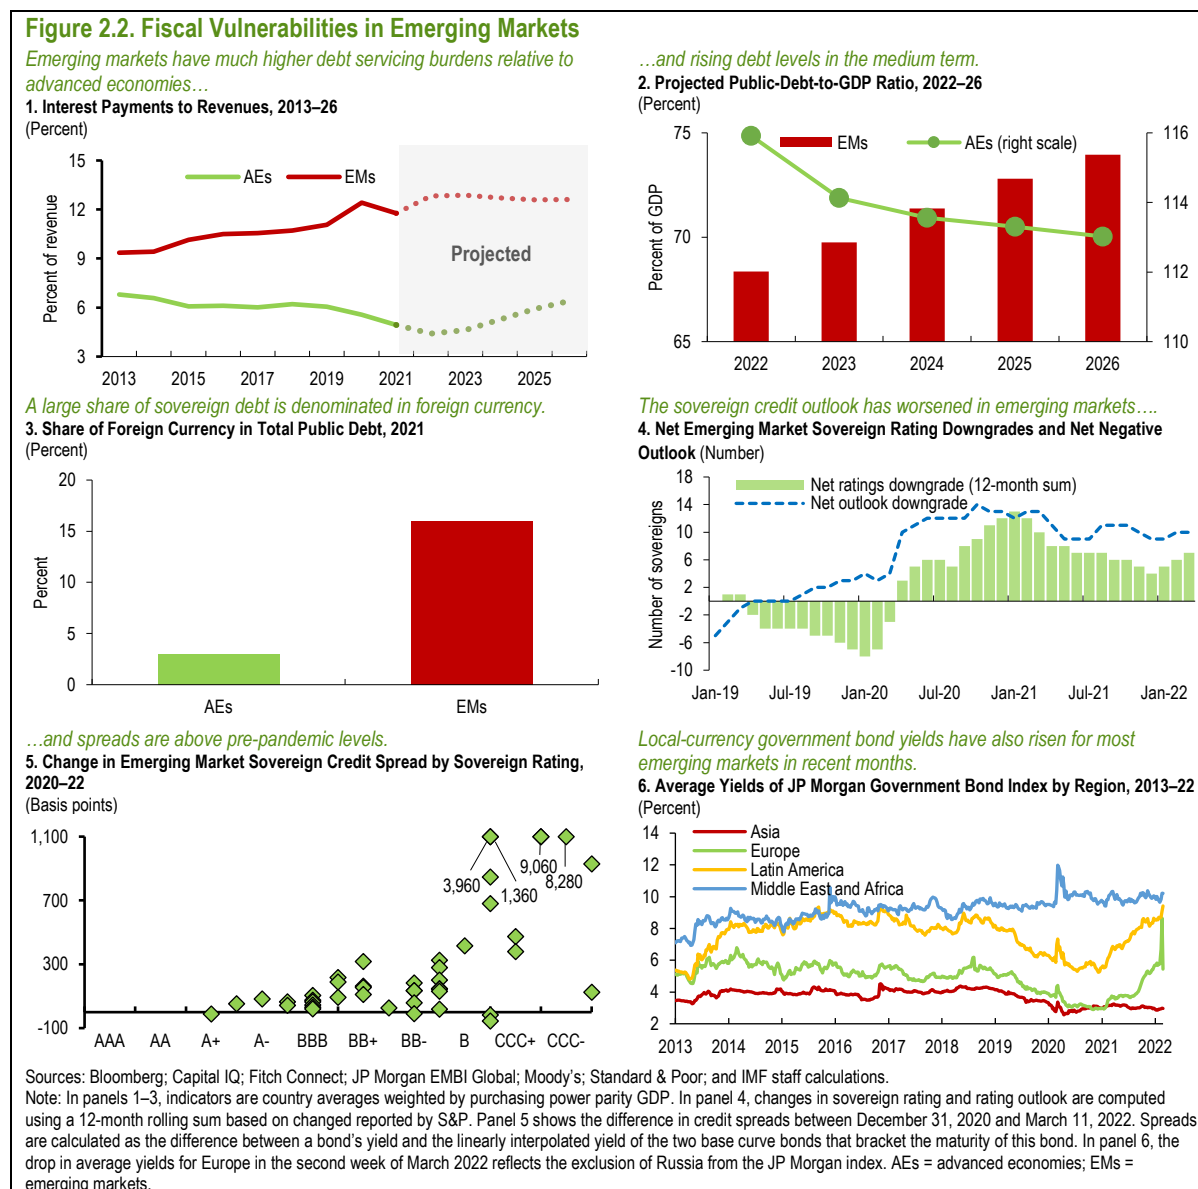 Figure 2.2. Fiscal Vulnerabilities in Emerging Markets
Emerging markets have much higher debt servicing burdens relative to
advanced economies…
1. Interest Payments to Revenues, 2013–26
(Percent)
15
12
9
6
3
Percent of revenue
AEs
EMs
Projected
2013
2015
2017
2019
2021
2023
2025
…and rising debt levels in the medium term.
2. Projected Public-Debt-to-GDP Ratio, 2022–26
(Percent)
75
70
65
Percent of GDP
EMs
AEs (right scale)
116
114
112
110
2022
2023
2024
2025
2026
A large share of sovereign debt is denominated in foreign currency.
3. Share of Foreign Currency in Total Public Debt, 2021
(Percent)
20
15
10
5
0
Percent
AEs
EMs
The sovereign credit outlook has worsened in emerging markets….
4. Net Emerging Market Sovereign Rating Downgrades and Net Negative
Outlook (Number)
18
14
10
6
2
-2
-6
-10
Number of sovereigns
Net ratings downgrade (12-month sum)
Net outlook downgrade
Jan-19
Jul-19
Jan-20
Jul-20
Jan-21
Jul-21
Jan-22
…and spreads are above pre-pandemic levels.
5. Change in Emerging Market Sovereign Credit Spread by Sovereign Rating,
2020–22
(Basis points)
1,100
700
300
-100
3,960
1,360
9,060
8,280
AAA
AA
A+
A-
BBB
BB+
BB-
B
CCC+
CCC-
Local-currency government bond yields have also risen for most
emerging markets in recent months.
6. Average Yields of JP Morgan Government Bond Index by Region, 2013–22
(Percent)
14
12
10
8
6
4
2
Asia
Europe
Latin America
Middle East and Africa
2013
2014
2015
2016
2017
2018
2019
2020
2021
2022
Sources: Bloomberg; Capital IQ; Fitch Connect; JP Morgan EMBI Global; Moody's; Standard & Poor; and IMF staff calculations.
Note: In panels 1–3, indicators are country averages weighted by purchasing power parity GDP. In panel 4, changes in sovereign rating and rating outlook are computed
using a 12-month rolling sum based on changed reported by S&P. Panel 5 shows the difference in credit spreads between December 31, 2020 and March 11, 2022. Spreads
are calculated as the difference between a bond's yield and the linearly interpolated yield of the two base curve bonds that bracket the maturity of this bond. In panel 6, the
drop in average yields for Europe in the second week of March 2022 reflects the exclusion of Russia from the JP Morgan index. AEs = advanced economies; EMs =
emerging markets.